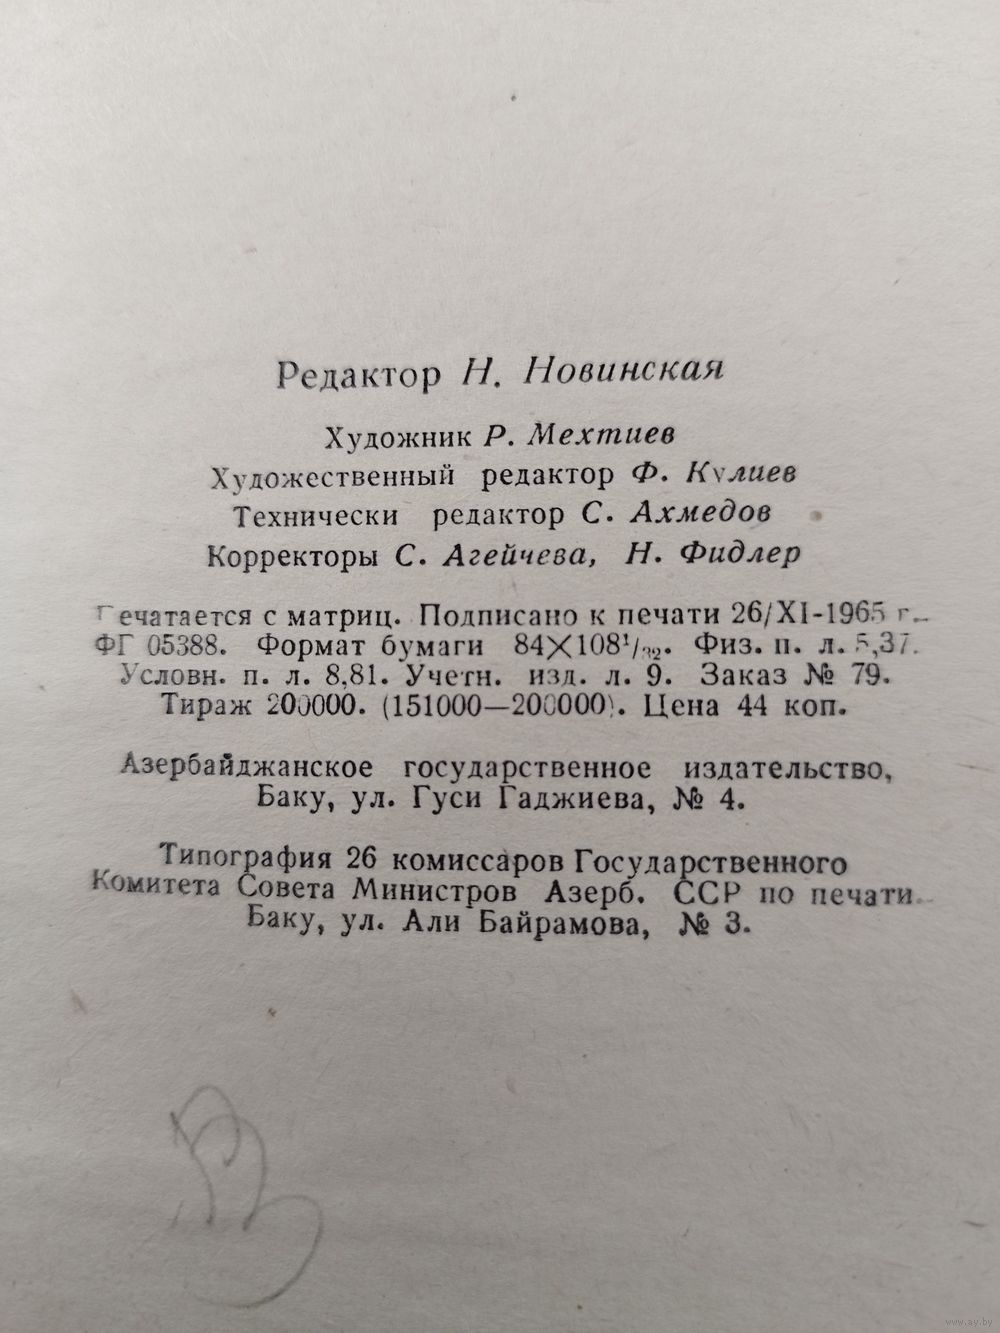 Редактор Н. Новинская
Художник Р. Мехтиев
Художественный редактор Ф. Кулиев
Технически редактор С. Ахмедов
Корректоры С. Агейчева, Н. Фидлер
Печатается с матриц. Подписано к печати 26/XI-1965 г.
ФГ 05388. Формат бумаги 84×108¹/₃₂. Физ. п. л. 5,37.
Условн. п. л. 8,81. Учетн. изд. л. 9. Заказ № 79.
Тираж 200000. (151000—200000). Цена 44 коп.
Азербайджанское государственное издательство,
Баку, ул. Гуси Гаджиева, № 4.
Типография 26 комиссаров Государственного
Комитета Совета Министров Азерб. ССР по печати.
Баку, ул. Али Байрамова, № 3.
www.ay.by